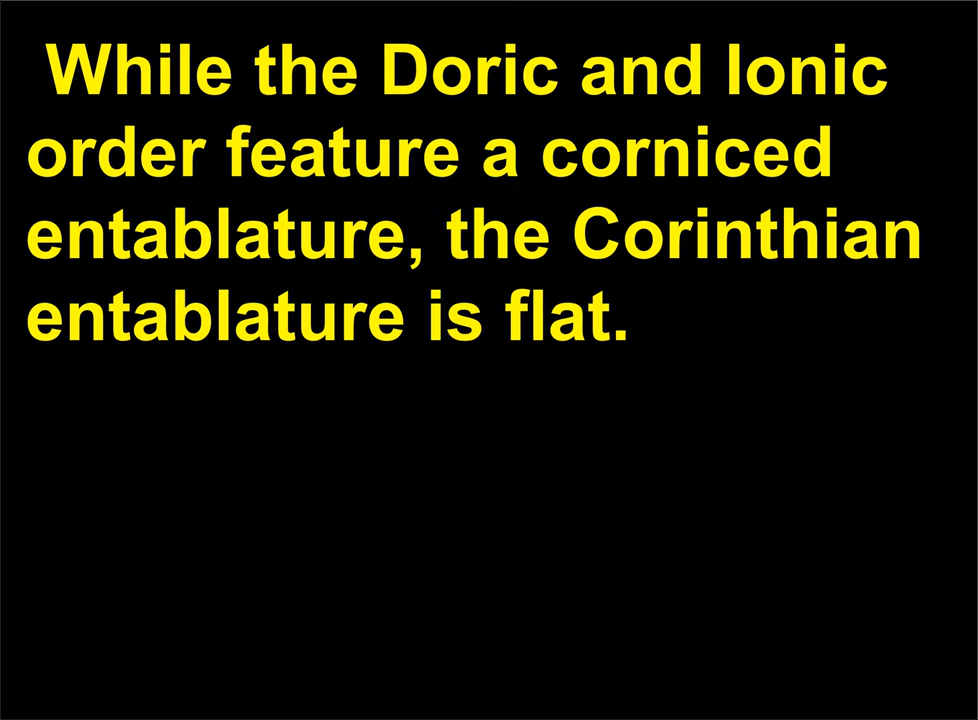 While the Doric and Ionic
order feature a corniced
entablature, the Corinthian
entablature is flat.